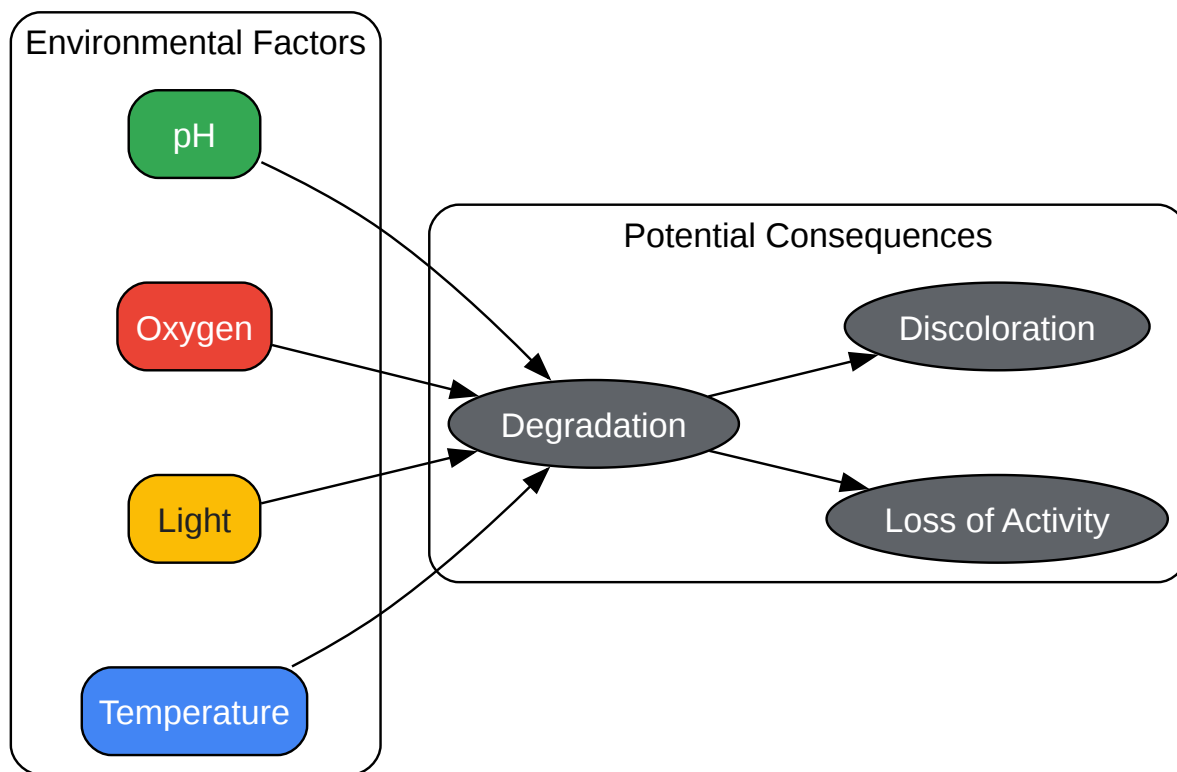 Environmental Factors
pH
Oxygen
Light
Temperature
Potential Consequences
Degradation
Discoloration
Loss of Activity